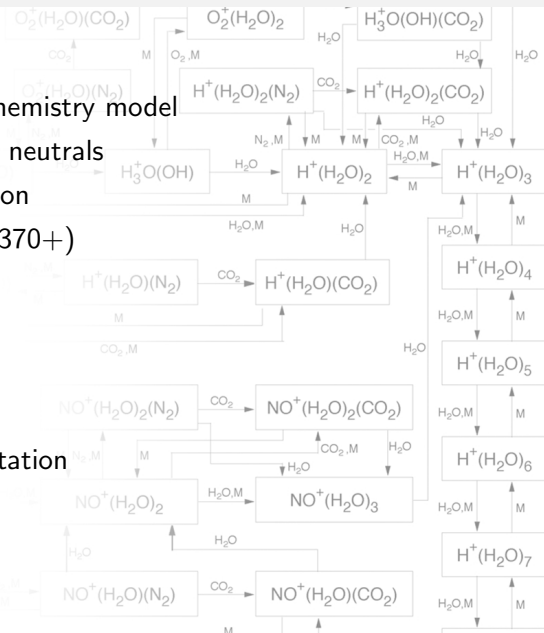 O₂⁺(H₂O)(CO₂)
O₂⁺(H₂O)₂
H₃⁺O(OH)(CO₂)
H₂O
CO₂
M
O₂,M
H₂O
H₂O
O₂⁺(H₂O)(N₂)
H⁺(H₂O)₂(N₂)
CO₂
H⁺(H₂O)₂(CO₂)
hemistry model
H₂O
neutrals
N₂,M
M
M
CO₂,M
H₂O
H₃⁺O(OH)
H₂O
H⁺(H₂O)₂
H₂O,M
M
H⁺(H₂O)₃
on
M
H₂O,M
H₂O
H₂O,M
M
370+)
H⁺(H₂O)(N₂)
CO₂
H⁺(H₂O)(CO₂)
H⁺(H₂O)₄
M
H₂O,M
M
CO₂,M
H₂O
H⁺(H₂O)₅
NO⁺(H₂O)₂(N₂)
CO₂
NO⁺(H₂O)₂(CO₂)
H₂O,M
M
N₂,M
M
CO₂,M
H₂O
tation
H₂O
H⁺(H₂O)₆
NO⁺(H₂O)₂
H₂O,M
NO⁺(H₂O)₃
H₂O,M
M
H₂O
H₂O
H⁺(H₂O)₇
NO⁺(H₂O)(N₂)
CO₂
NO⁺(H₂O)(CO₂)
H₂O,M
M
M